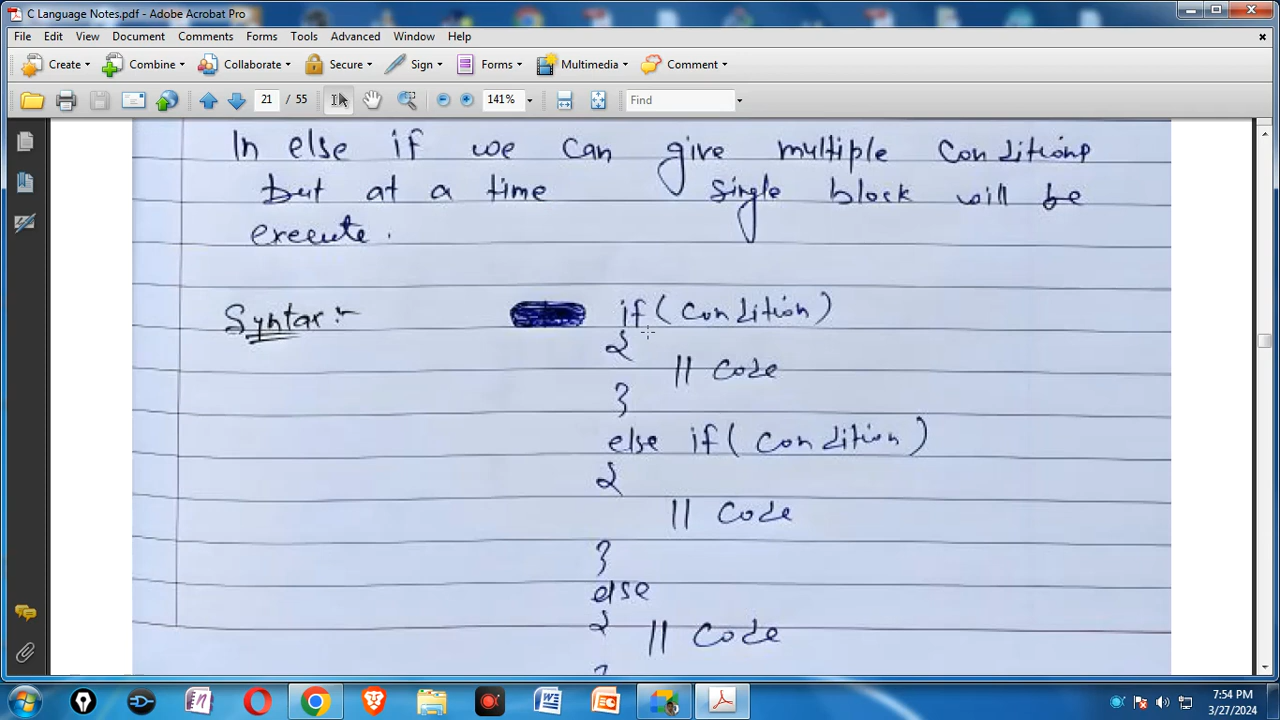 C Language Notes.pdf - Adobe Acrobat Pro
File Edit View Document Comments Forms Tools Advanced Window Help
Create Combine Collaborate Secure Sign Forms Multimedia Comment
21 / 55 141% Find
In else if we can give multiple Conditions
but at a time single block will be
execute.
Syntax :- if ( Condition )
{
// Code
}
else if ( Condition )
{
// Code
}
else
{ // Code
}
7:54 PM
3/27/2024